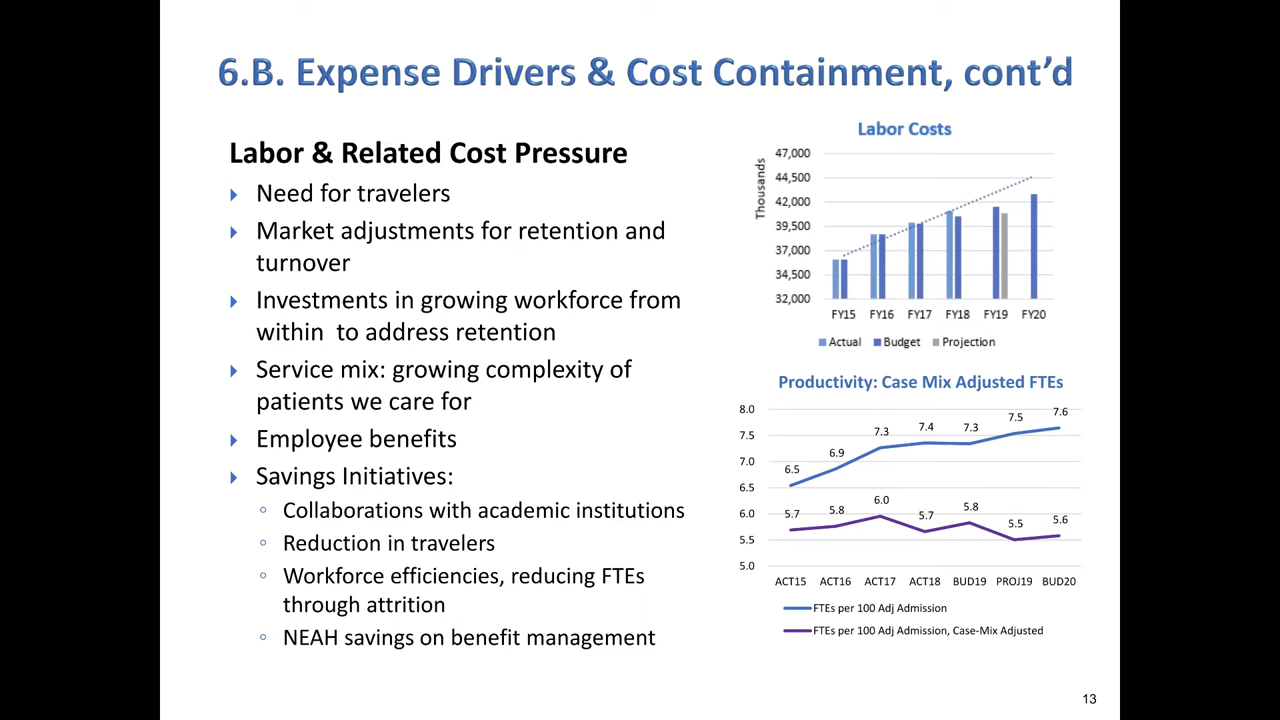 6.B. Expense Drivers & Cost Containment, cont’d
Labor & Related Cost Pressure
Need for travelers
Market adjustments for retention and
turnover
Investments in growing workforce from
within  to address retention
Service mix: growing complexity of
patients we care for
Employee benefits
Savings Initiatives:
Collaborations with academic institutions
Reduction in travelers
Workforce efficiencies, reducing FTEs
through attrition
NEAH savings on benefit management
Labor Costs
Thousands
47,000
44,500
42,000
39,500
37,000
34,500
32,000
FY15 FY16 FY17 FY18 FY19 FY20
Actual Budget Projection
Productivity: Case Mix Adjusted FTEs
8.0
7.5
7.0
6.5
6.0
5.5
5.0
6.5 6.9 7.3 7.4 7.3 7.5 7.6
5.7 5.8 6.0 5.7 5.8 5.5 5.6
ACT15 ACT16 ACT17 ACT18 BUD19 PROJ19 BUD20
FTEs per 100 Adj Admission
FTEs per 100 Adj Admission, Case-Mix Adjusted
13